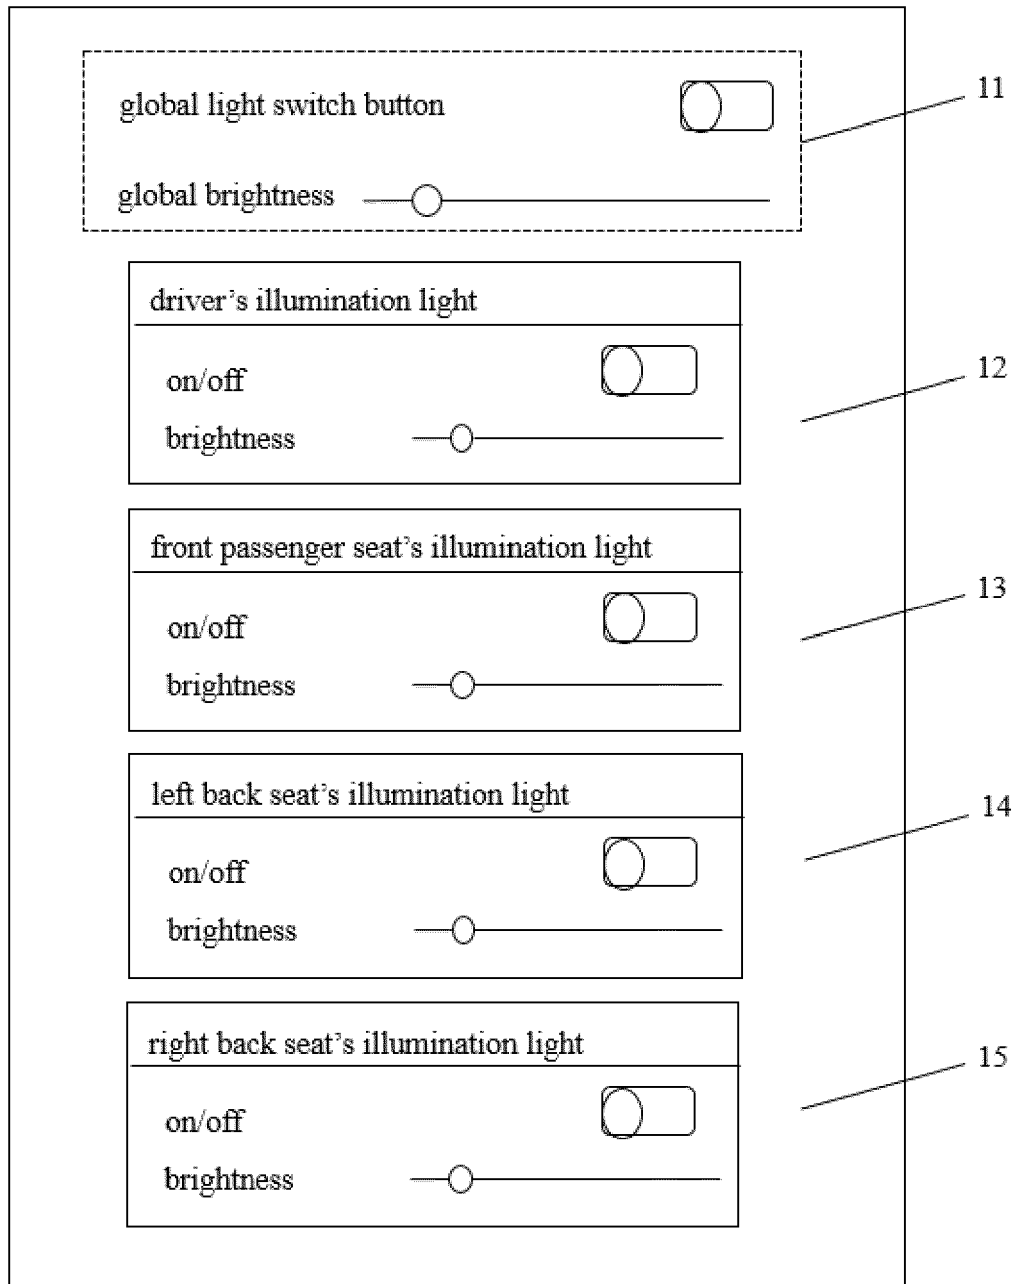 global light switch button
11
global brightness
driver's illumination light
on/off
12
brightness
front passenger seat's illumination light
on/off
13
brightness
left back seat's illumination light
14
on/off
brightness
right back seat's illumination light
15
on/off
brightness